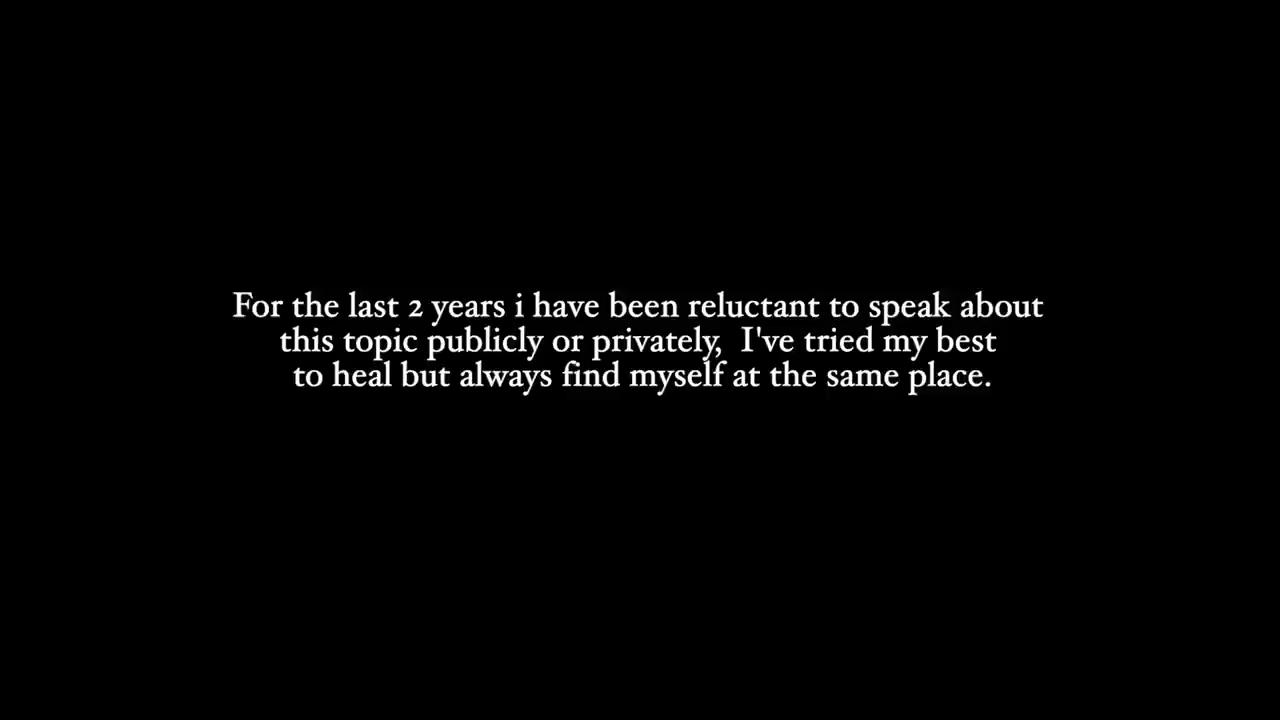 For the last 2 years i have been reluctant to speak about
this topic publicly or privately,  I've tried my best
to heal but always find myself at the same place.